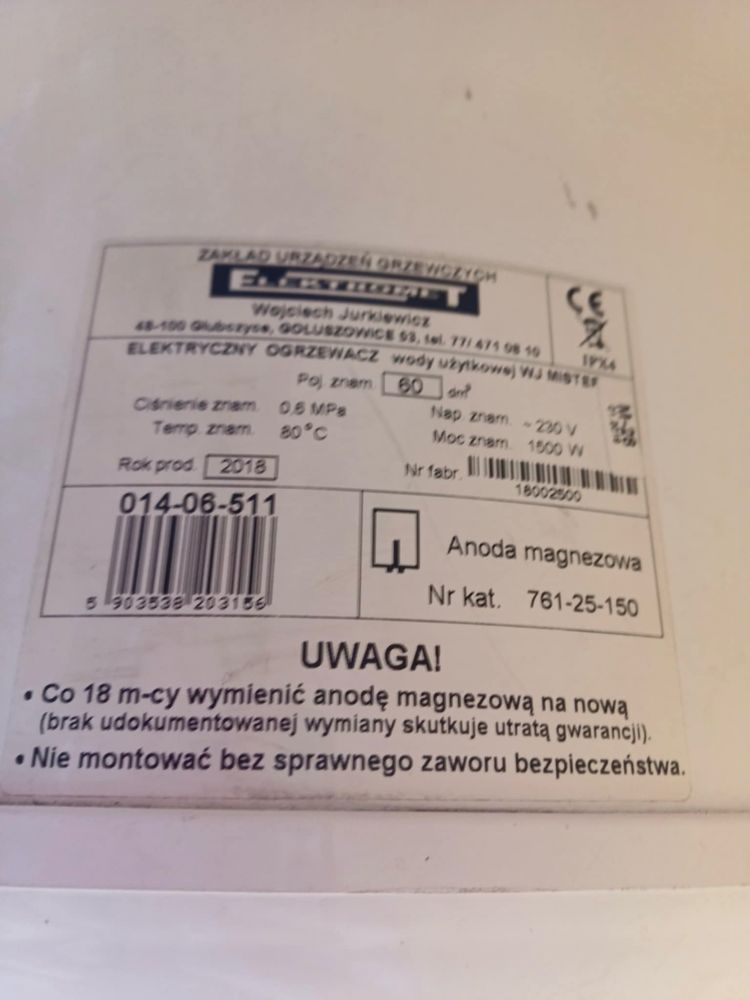 ZAKŁAD URZĄDZEŃ GRZEWCZYCH
ELEKTROMET
Wojciech Jurkiewicz
48-100 Głubczyce, GOŁUSZOWICE 53, tel. 77/ 471 08 10
CE
IPX4
ELEKTRYCZNY OGRZEWACZ wody użytkowej WJ MISTER
Poj. znam. 60 dm³
Ciśnienie znam. 0,6 MPa
Nap. znam. ~ 230 V
Temp. znam. 80°C
Moc znam. 1500 W
Rok prod. 2018
Nr fabr.
18002500
014-06-511
5 903538 203156
Anoda magnezowa
Nr kat. 761-25-150
UWAGA!
• Co 18 m-cy wymienić anodę magnezową na nową
(brak udokumentowanej wymiany skutkuje utratą gwarancji).
• Nie montować bez sprawnego zaworu bezpieczeństwa.